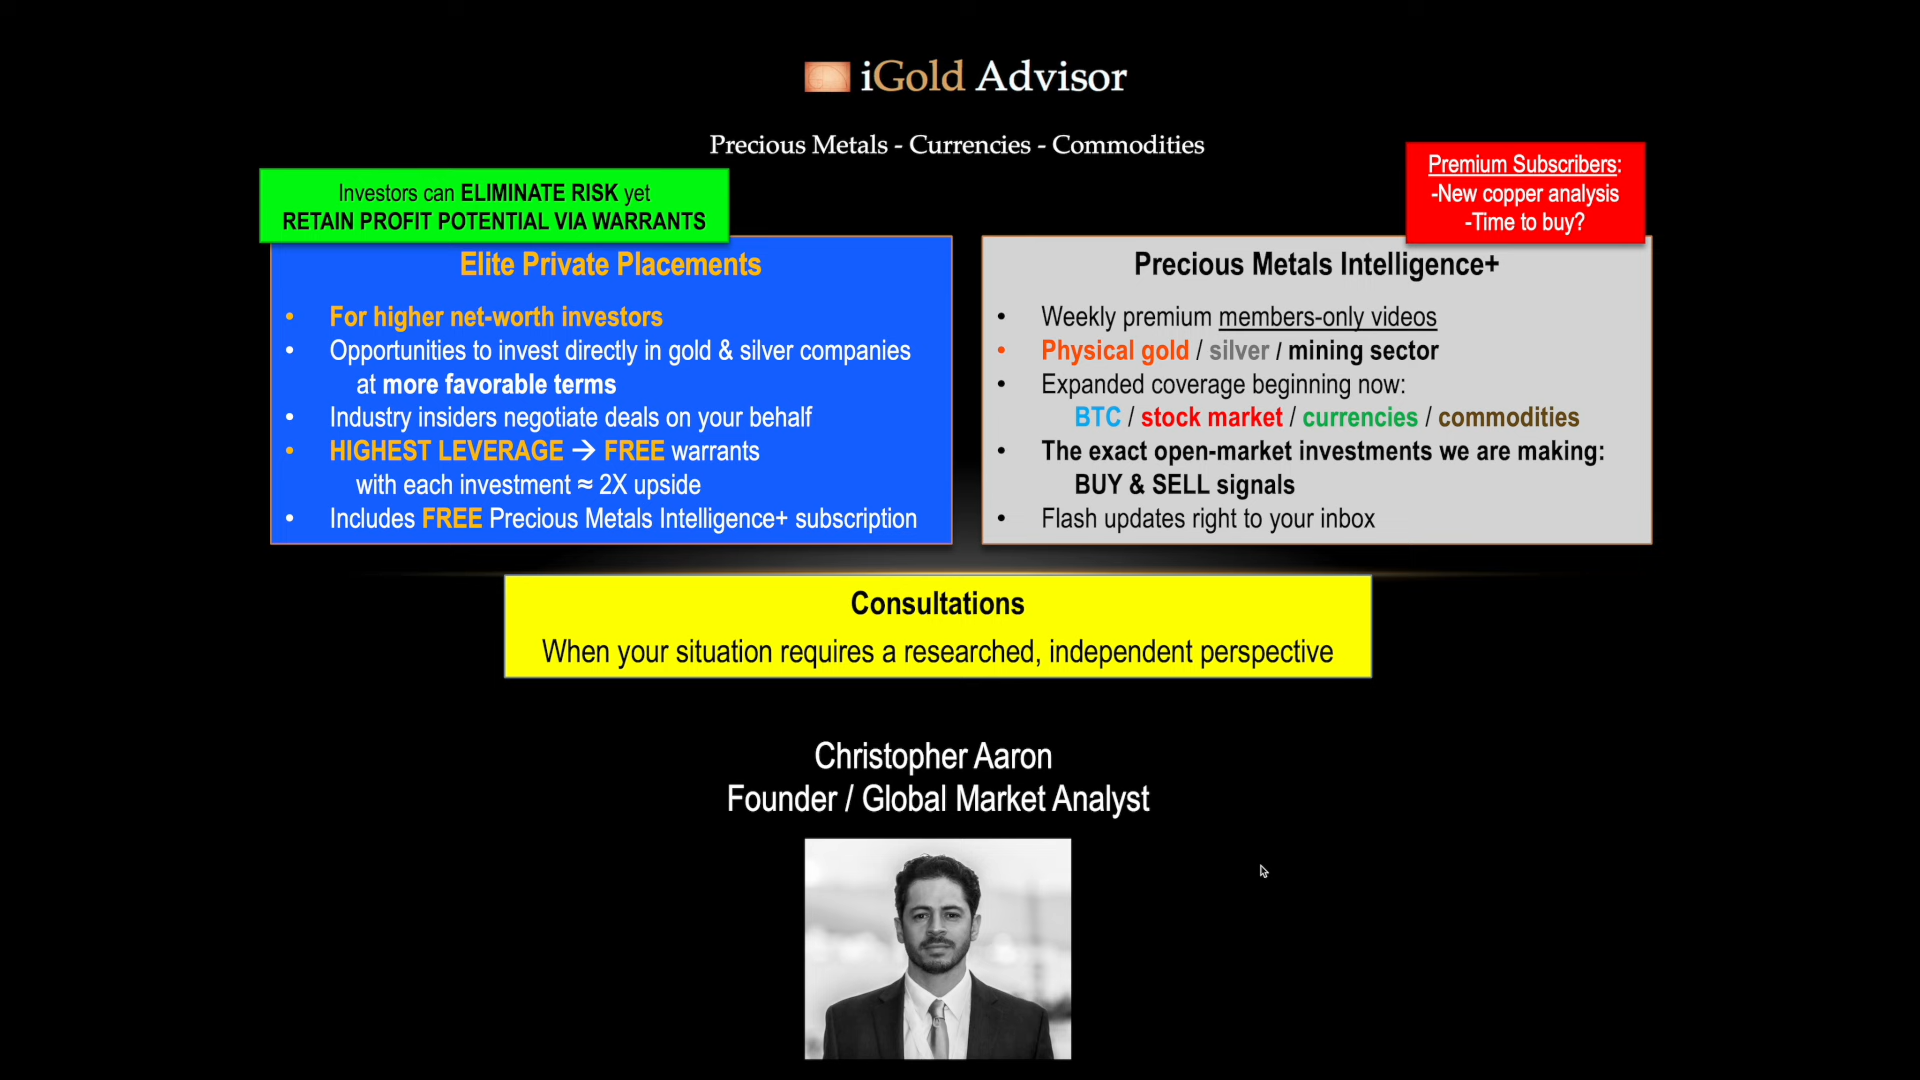 iGold Advisor
Precious Metals - Currencies - Commodities
Investors can ELIMINATE RISK yet
RETAIN PROFIT POTENTIAL VIA WARRANTS
Elite Private Placements
• For higher net-worth investors
• Opportunities to invest directly in gold & silver companies
at more favorable terms
• Industry insiders negotiate deals on your behalf
• HIGHEST LEVERAGE → FREE warrants
with each investment ≈ 2X upside
• Includes FREE Precious Metals Intelligence+ subscription
Premium Subscribers:
-New copper analysis
-Time to buy?
Precious Metals Intelligence+
• Weekly premium members-only videos
• Physical gold / silver / mining sector
• Expanded coverage beginning now:
BTC / stock market / currencies / commodities
• The exact open-market investments we are making:
BUY & SELL signals
• Flash updates right to your inbox
Consultations
When your situation requires a researched, independent perspective
Christopher Aaron
Founder / Global Market Analyst